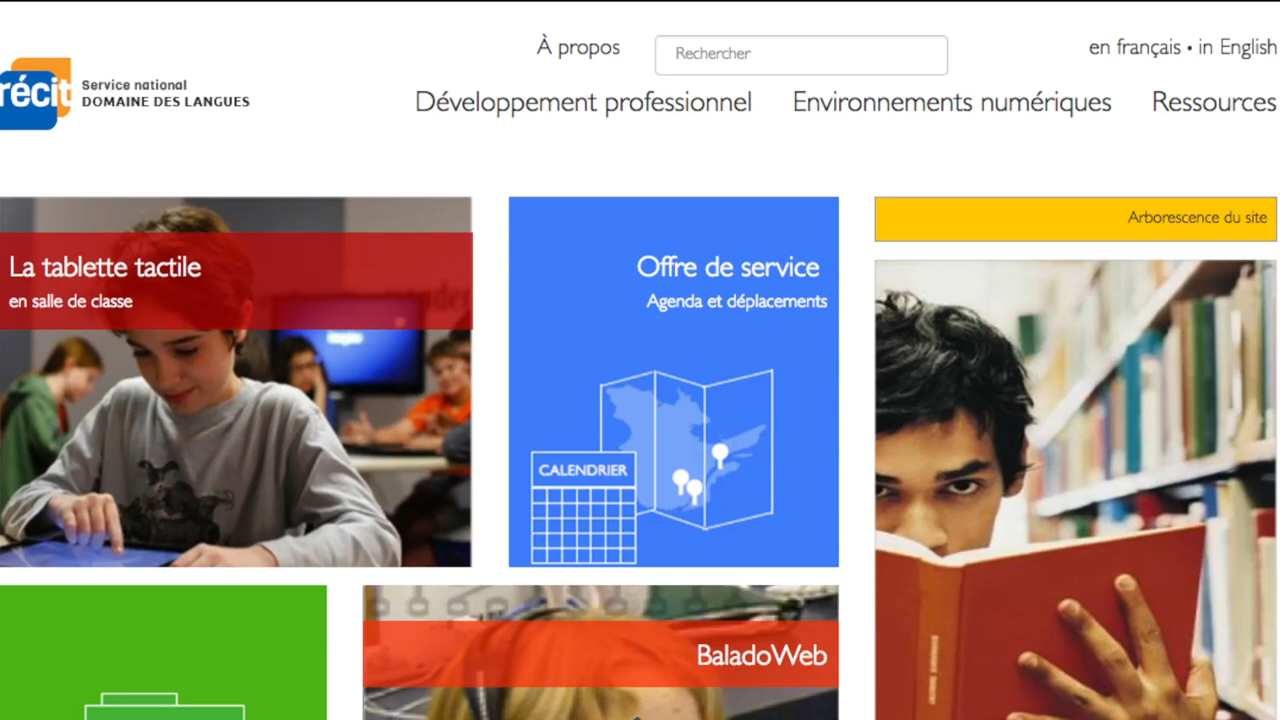 À propos
Rechercher
en français • in English
récit
Service national
DOMAINE DES LANGUES
Développement professionnel
Environnements numériques
Ressources
La tablette tactile
en salle de classe
Offre de service
Agenda et déplacements
CALENDRIER
Arborescence du site
BaladoWeb